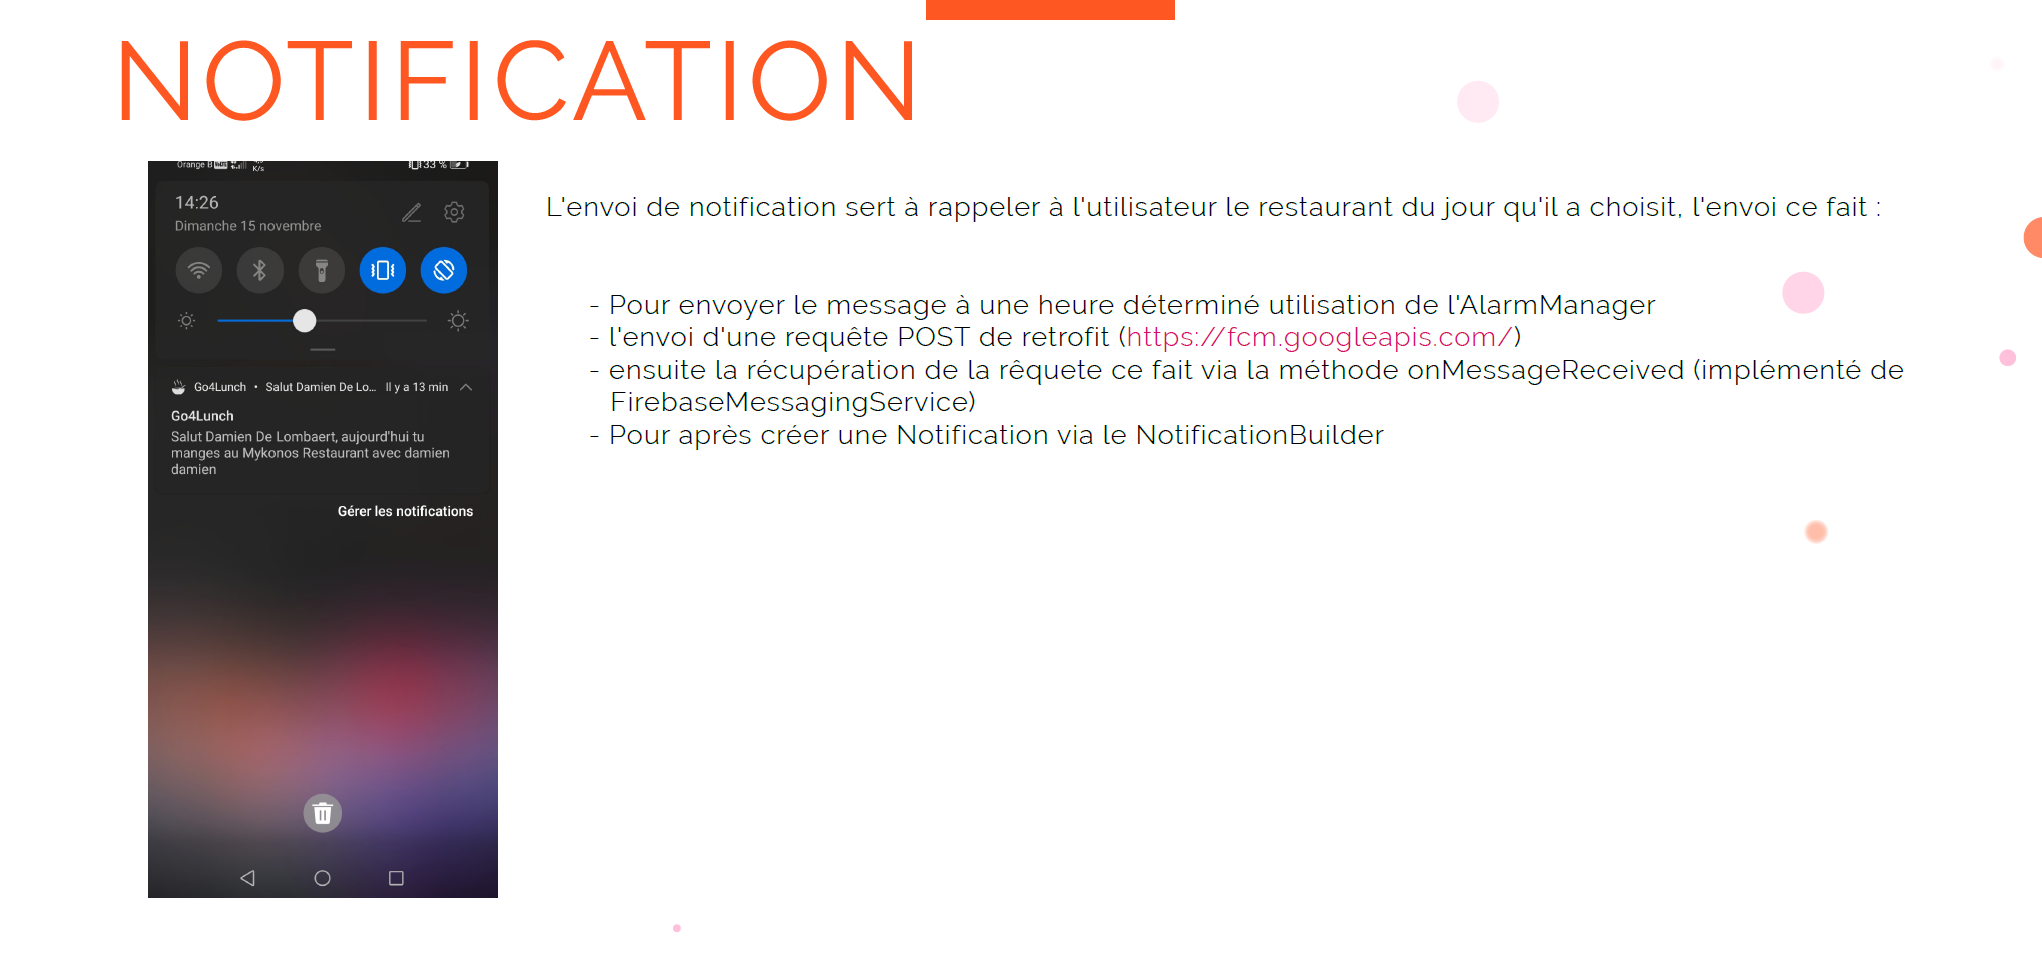 NOTIFICATION
Orange B K/s 33 %
14:26
Dimanche 15 novembre
Go4Lunch • Salut Damien De Lo... Il y a 13 min
Go4Lunch
Salut Damien De Lombaert, aujourd'hui tu
manges au Mykonos Restaurant avec damien
damien
Gérer les notifications
L'envoi de notification sert à rappeler à l'utilisateur le restaurant du jour qu'il a choisit, l'envoi ce fait :
- Pour envoyer le message à une heure déterminé utilisation de l'AlarmManager
- l'envoi d'une requête POST de retrofit (https://fcm.googleapis.com/)
- ensuite la récupération de la rêquete ce fait via la méthode onMessageReceived (implémenté de
FirebaseMessagingService)
- Pour après créer une Notification via le NotificationBuilder